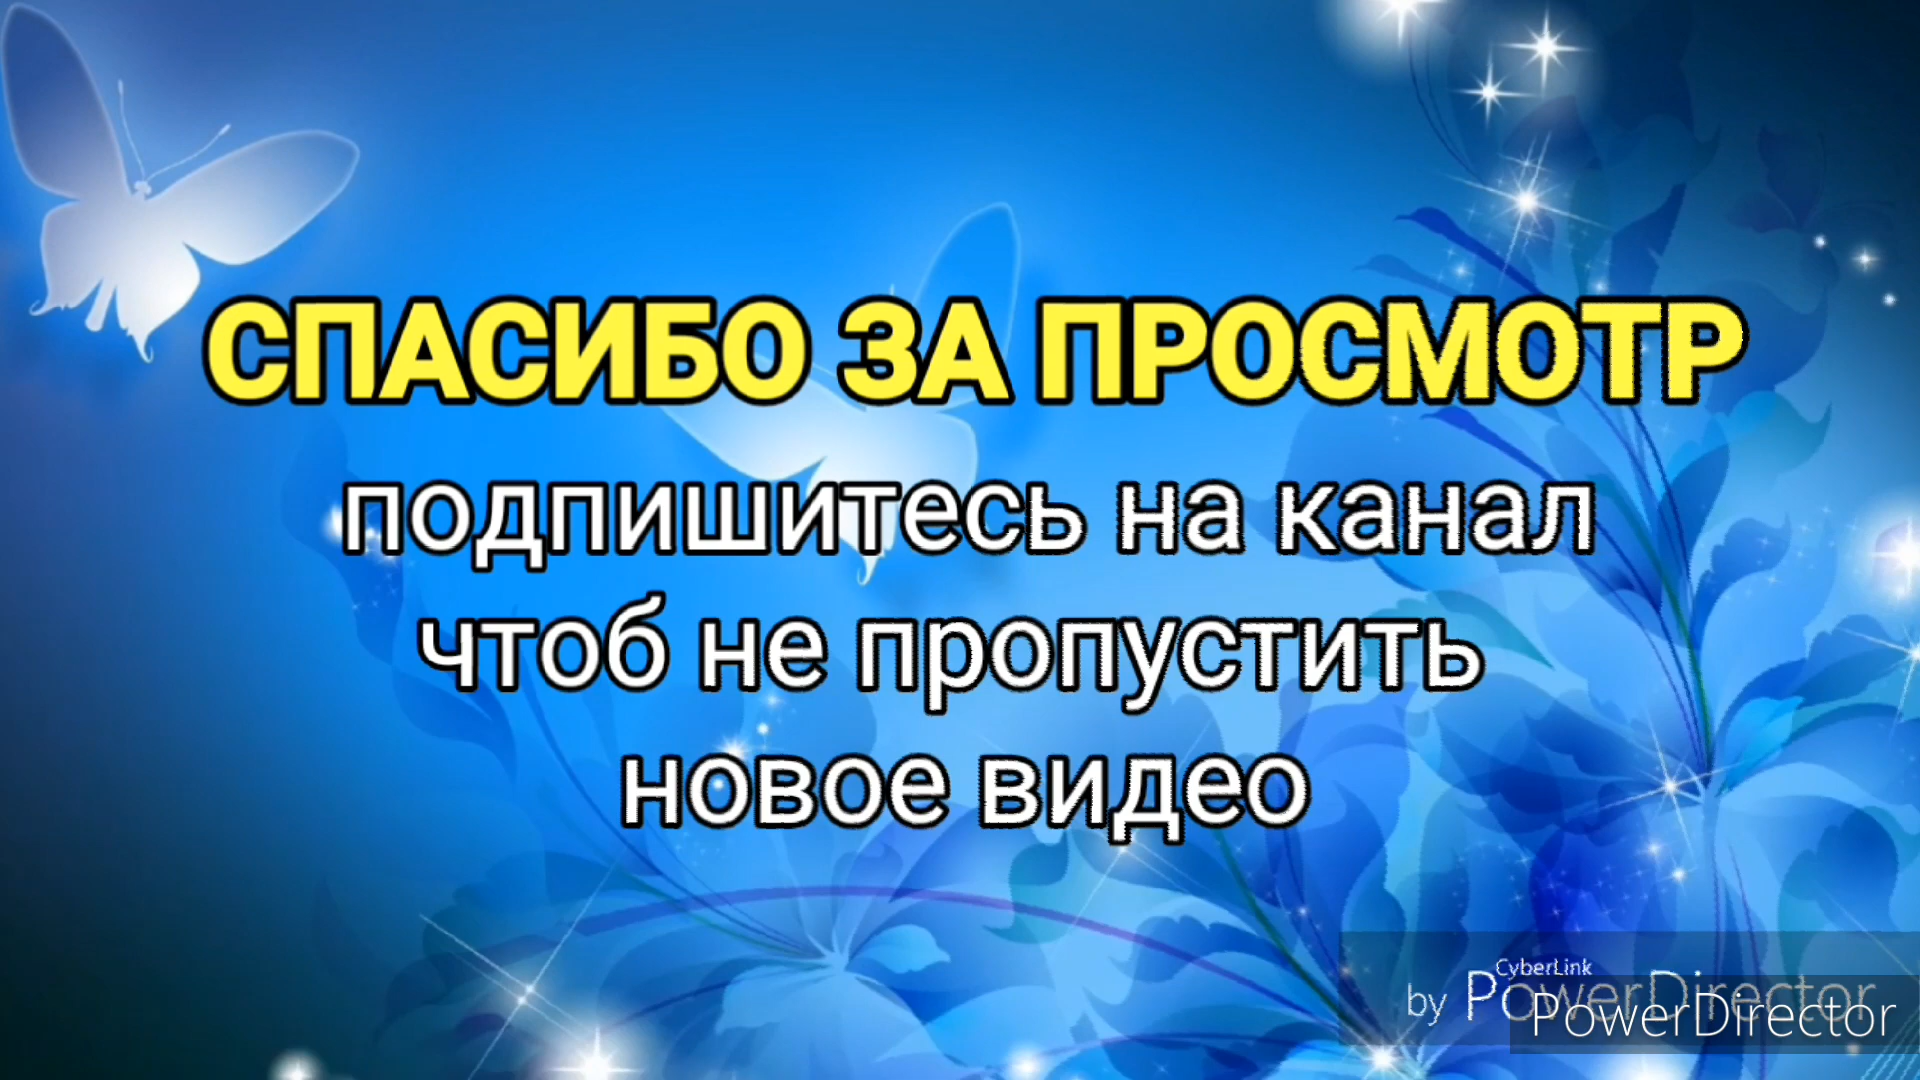 СПАСИБО ЗА ПРОСМОТР
подпишитесь на канал
чтоб не пропустить
новое видео
CyberLink
by PowerDirector
PowerDirector